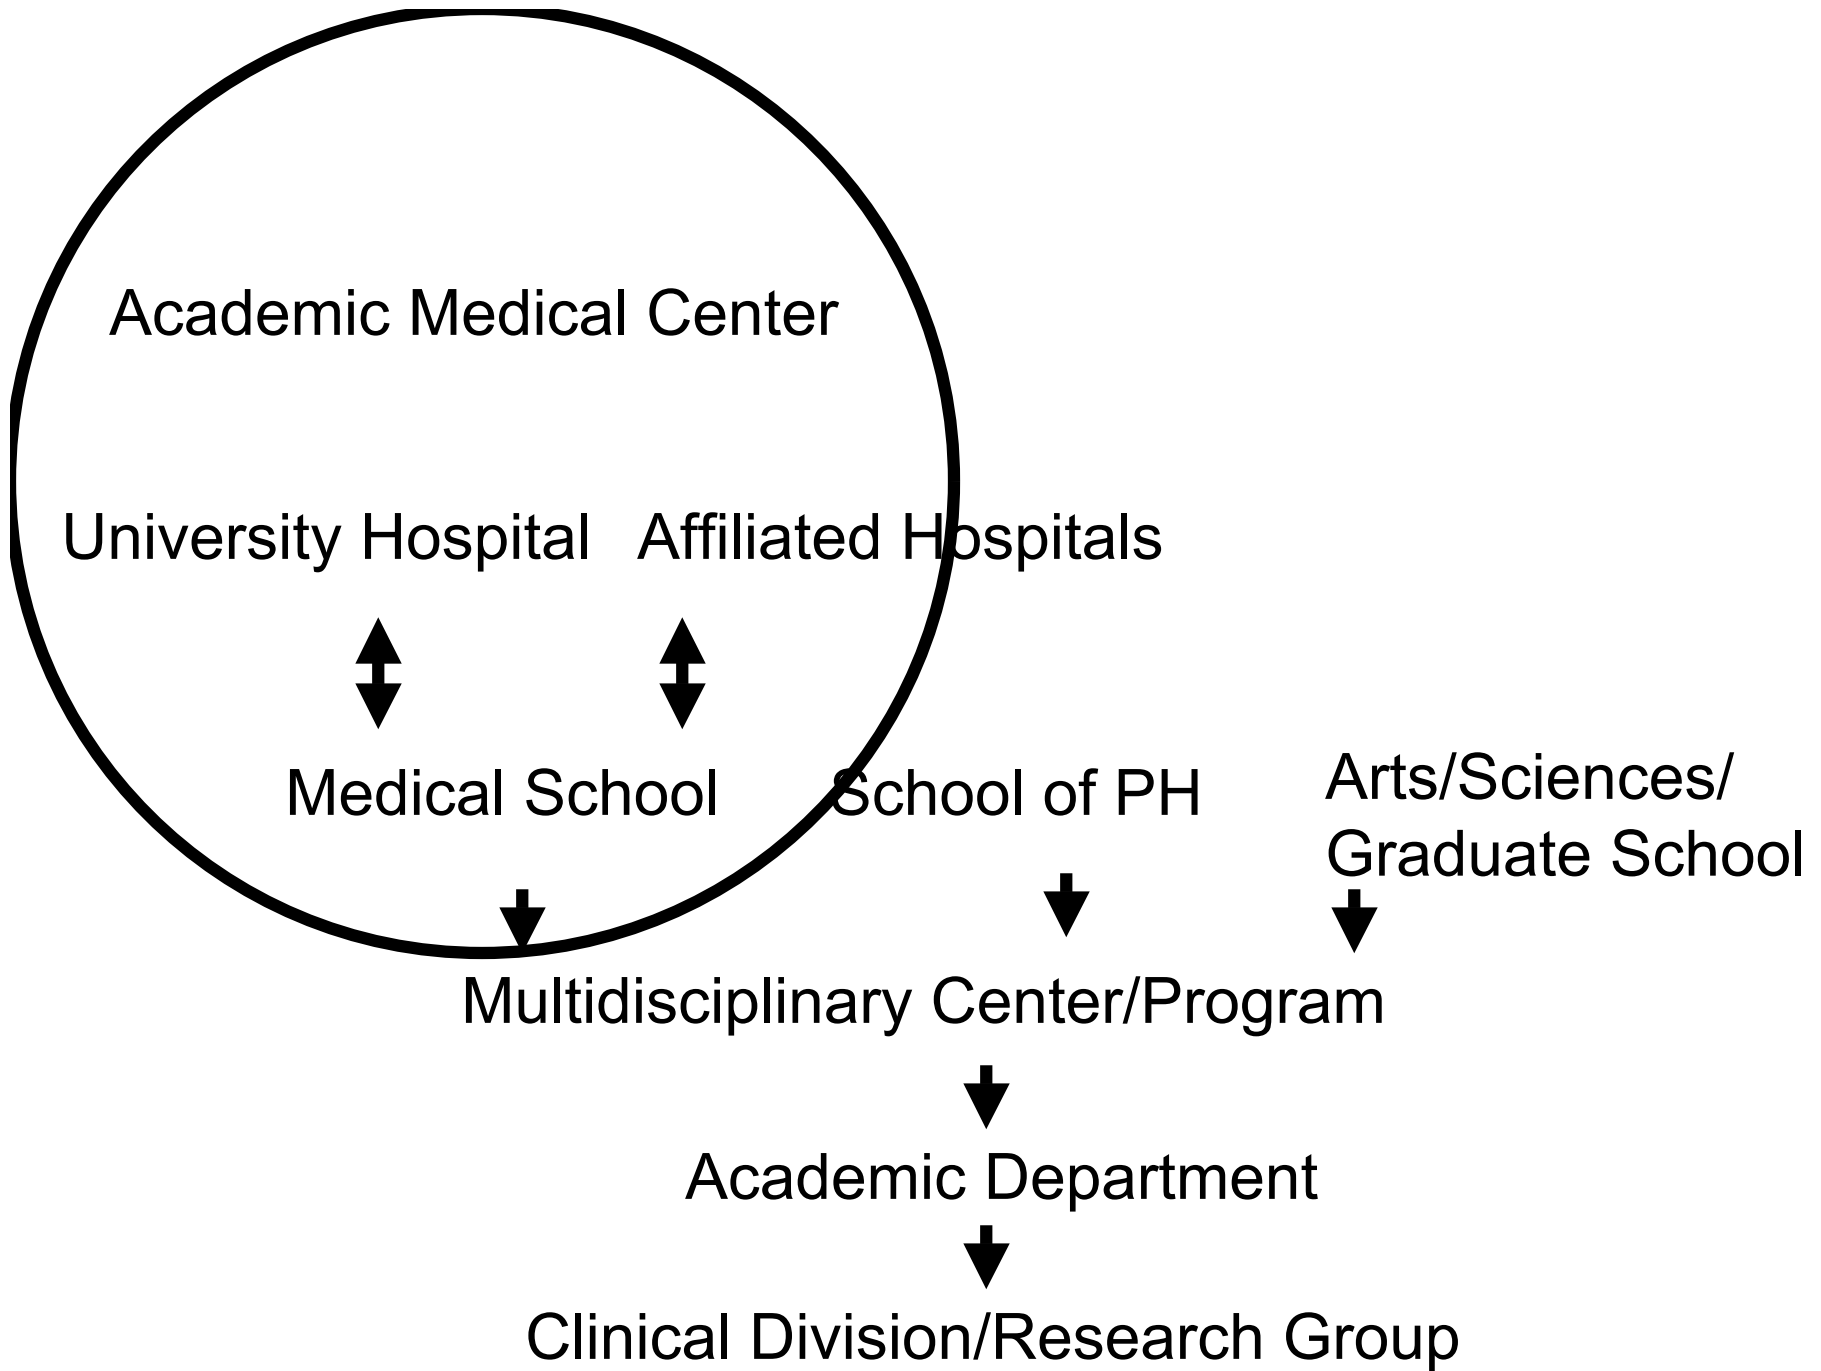 Academic Medical Center
University Hospital Affiliated Hospitals
Medical School School of PH Arts/Sciences/
Graduate School
Multidisciplinary Center/Program
Academic Department
Clinical Division/Research Group